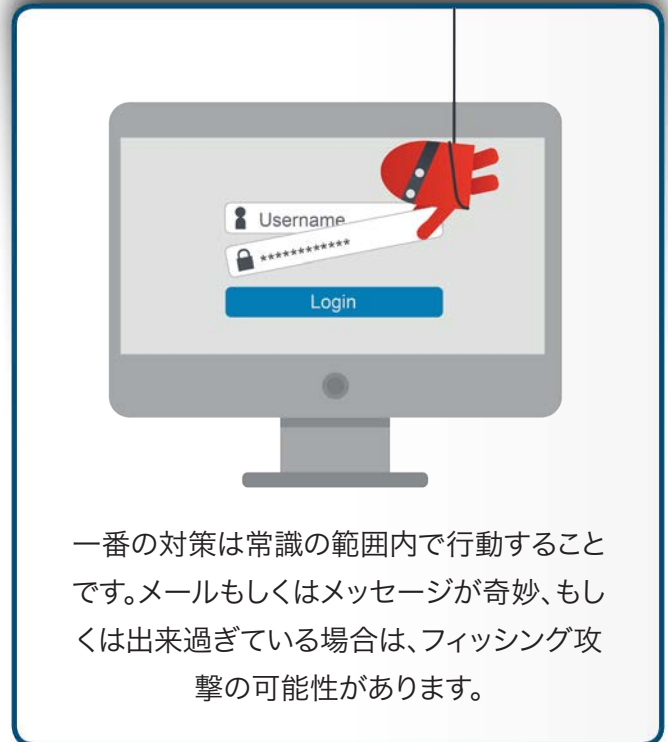 Username
************
Login
一番の対策は常識の範囲内で行動すること
です。メールもしくはメッセージが奇妙、もし
くは出来過ぎている場合は、フィッシング攻
撃の可能性があります。